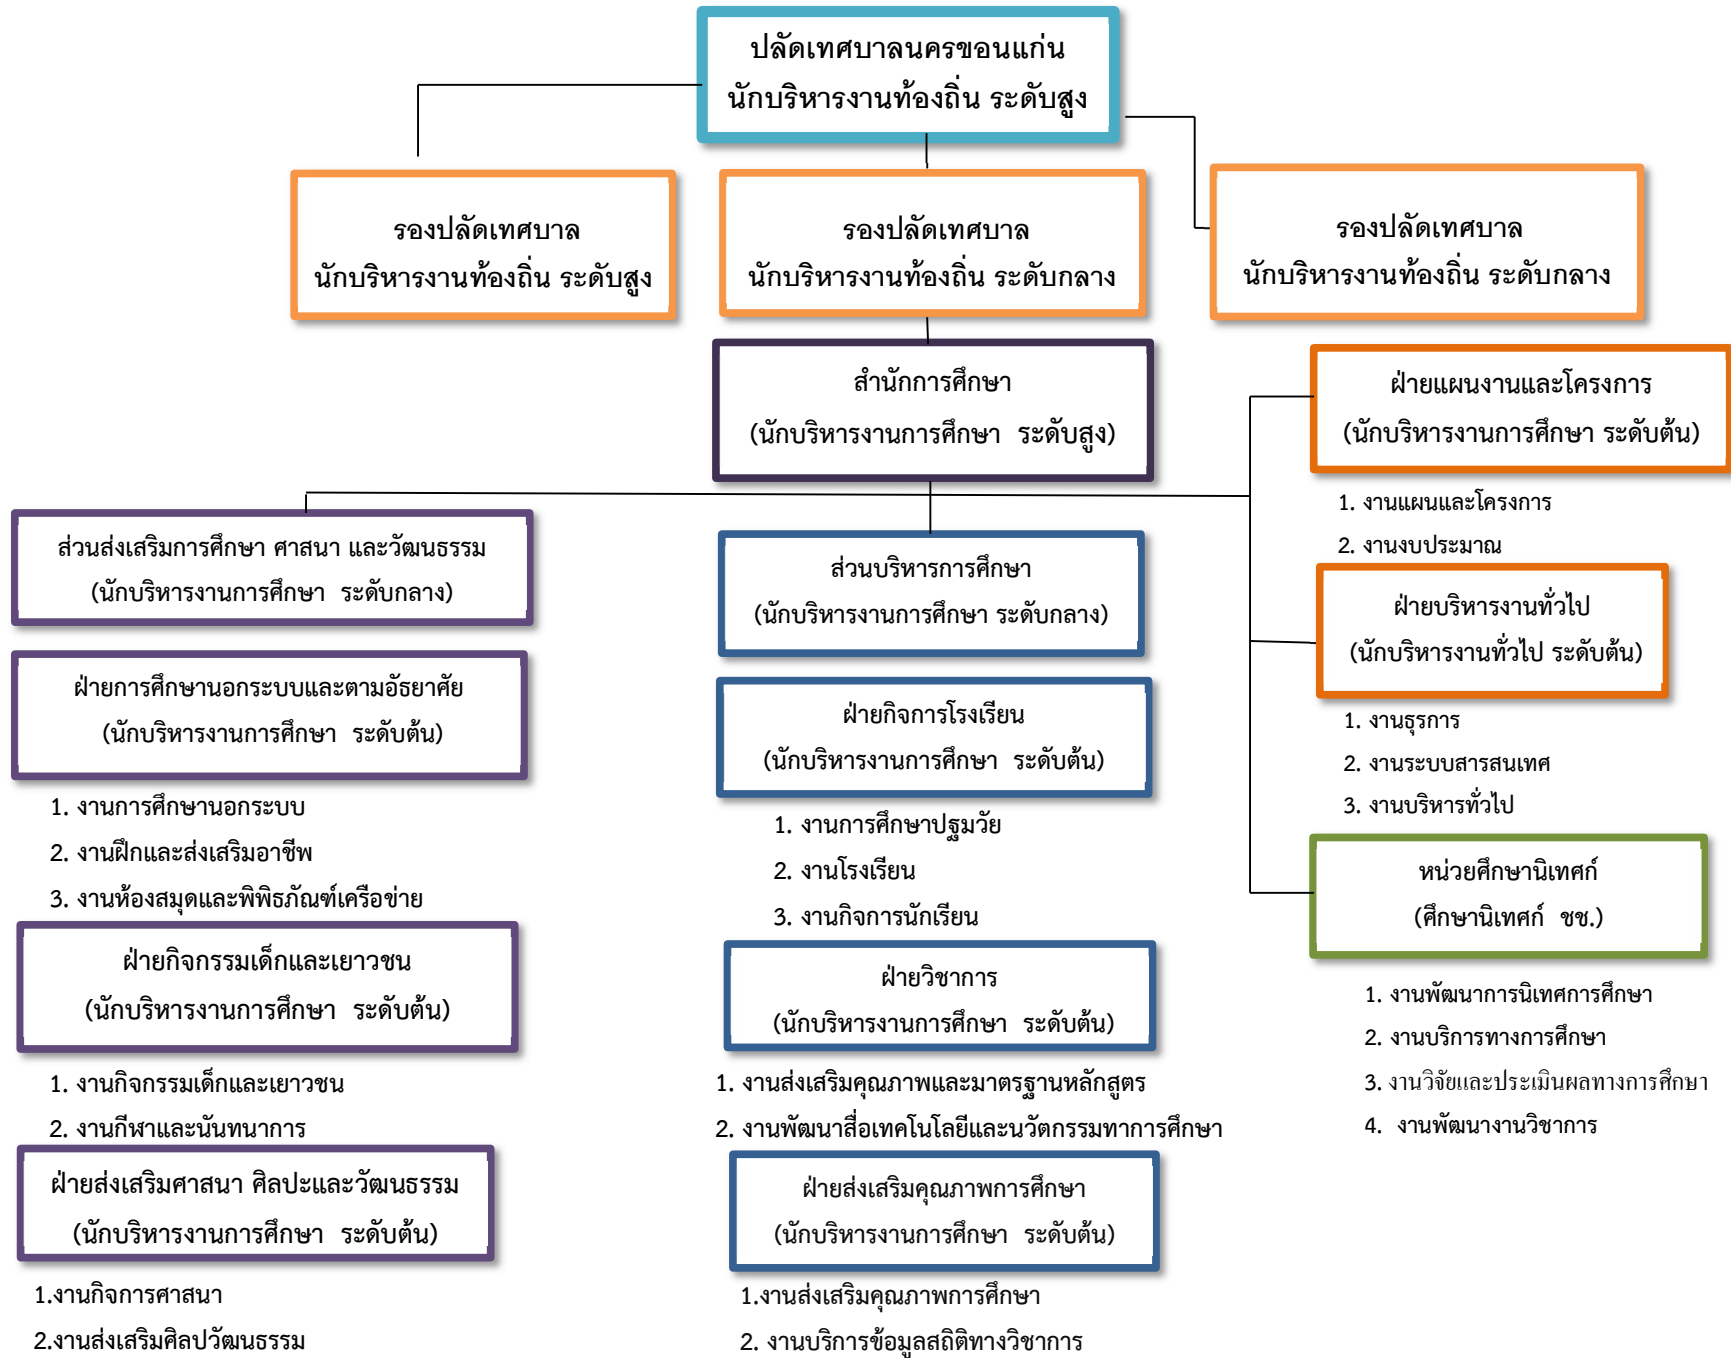 ปลัดเทศบาลนครขอนแก่น
นักบริหารงานท้องถิ่น ระดับสูง
รองปลัดเทศบาล
นักบริหารงานท้องถิ่น ระดับสูง
รองปลัดเทศบาล
นักบริหารงานท้องถิ่น ระดับกลาง
รองปลัดเทศบาล
นักบริหารงานท้องถิ่น ระดับกลาง
สำนักการศึกษา
(นักบริหารงานการศึกษา ระดับสูง)
ส่วนส่งเสริมการศึกษา ศาสนา และวัฒนธรรม
(นักบริหารงานการศึกษา ระดับกลาง)
ฝ่ายการศึกษานอกระบบและตามอัธยาศัย
(นักบริหารงานการศึกษา ระดับต้น)
1. งานการศึกษานอกระบบ
2. งานฝึกและส่งเสริมอาชีพ
3. งานห้องสมุดและพิพิธภัณฑ์เครือข่าย
ฝ่ายกิจกรรมเด็กและเยาวชน
(นักบริหารงานการศึกษา ระดับต้น)
1. งานกิจกรรมเด็กและเยาวชน
2. งานกีฬาและนันทนาการ
ฝ่ายส่งเสริมศาสนา ศิลปะและวัฒนธรรม
(นักบริหารงานการศึกษา ระดับต้น)
1.งานกิจการศาสนา
2.งานส่งเสริมศิลปวัฒนธรรม
ส่วนบริหารการศึกษา
(นักบริหารงานการศึกษา ระดับกลาง)
ฝ่ายกิจการโรงเรียน
(นักบริหารงานการศึกษา ระดับต้น)
1. งานการศึกษาปฐมวัย
2. งานโรงเรียน
3. งานกิจการนักเรียน
ฝ่ายวิชาการ
(นักบริหารงานการศึกษา ระดับต้น)
1. งานส่งเสริมคุณภาพและมาตรฐานหลักสูตร
2. งานพัฒนาสื่อเทคโนโลยีและนวัตกรรมทาการศึกษา
ฝ่ายส่งเสริมคุณภาพการศึกษา
(นักบริหารงานการศึกษา ระดับต้น)
1.งานส่งเสริมคุณภาพการศึกษา
2. งานบริการข้อมูลสถิติทางวิชาการ
ฝ่ายแผนงานและโครงการ
(นักบริหารงานการศึกษา ระดับต้น)
1. งานแผนและโครงการ
2. งานงบประมาณ
ฝ่ายบริหารงานทั่วไป
(นักบริหารงานทั่วไป ระดับต้น)
1. งานธุรการ
2. งานระบบสารสนเทศ
3. งานบริหารทั่วไป
หน่วยศึกษานิเทศก์
(ศึกษานิเทศก์ ชช.)
1. งานพัฒนาการนิเทศการศึกษา
2. งานบริการทางการศึกษา
3. งานวิจัยและประเมินผลทางการศึกษา
4. งานพัฒนางานวิชาการ